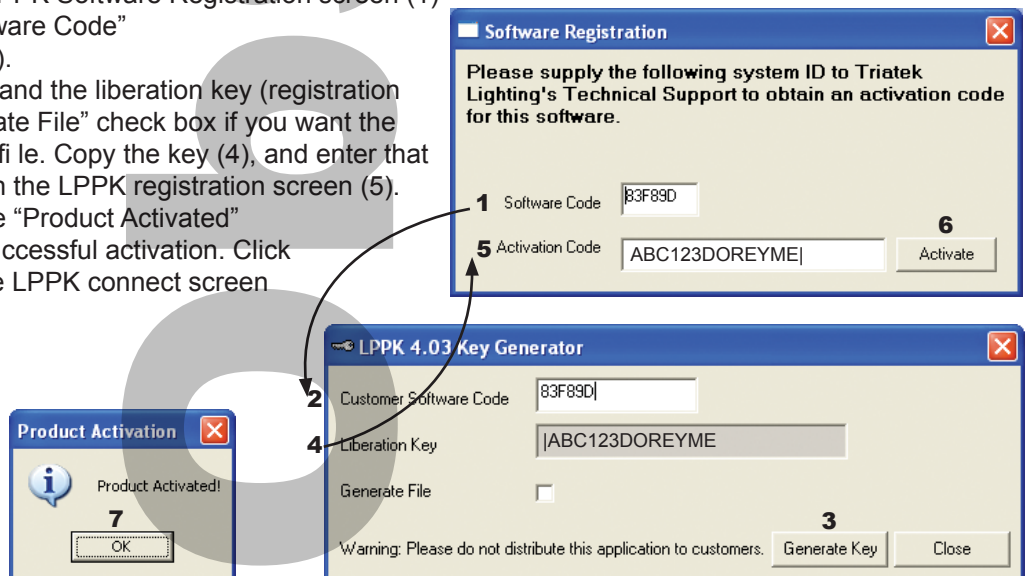 PK Software Registration screen (1)
ware Code"
).
and the liberation key (registration
ate File" check box if you want the
fi le. Copy the key (4), and enter that
n the LPPK registration screen (5).
e "Product Activated"
ccessful activation. Click
e LPPK connect screen
Software Registration
Please supply the following system ID to Triatek
Lighting's Technical Support to obtain an activation code
for this software.
1 Software Code 83F89D
6
5 Activation Code ABC123DOREYME| Activate
LPPK 4.03 Key Generator
2 Customer Software Code 83F89D
4 Liberation Key |ABC123DOREYME
Generate File
3
Warning: Please do not distribute this application to customers. Generate Key Close
Product Activation
Product Activated!
7
OK